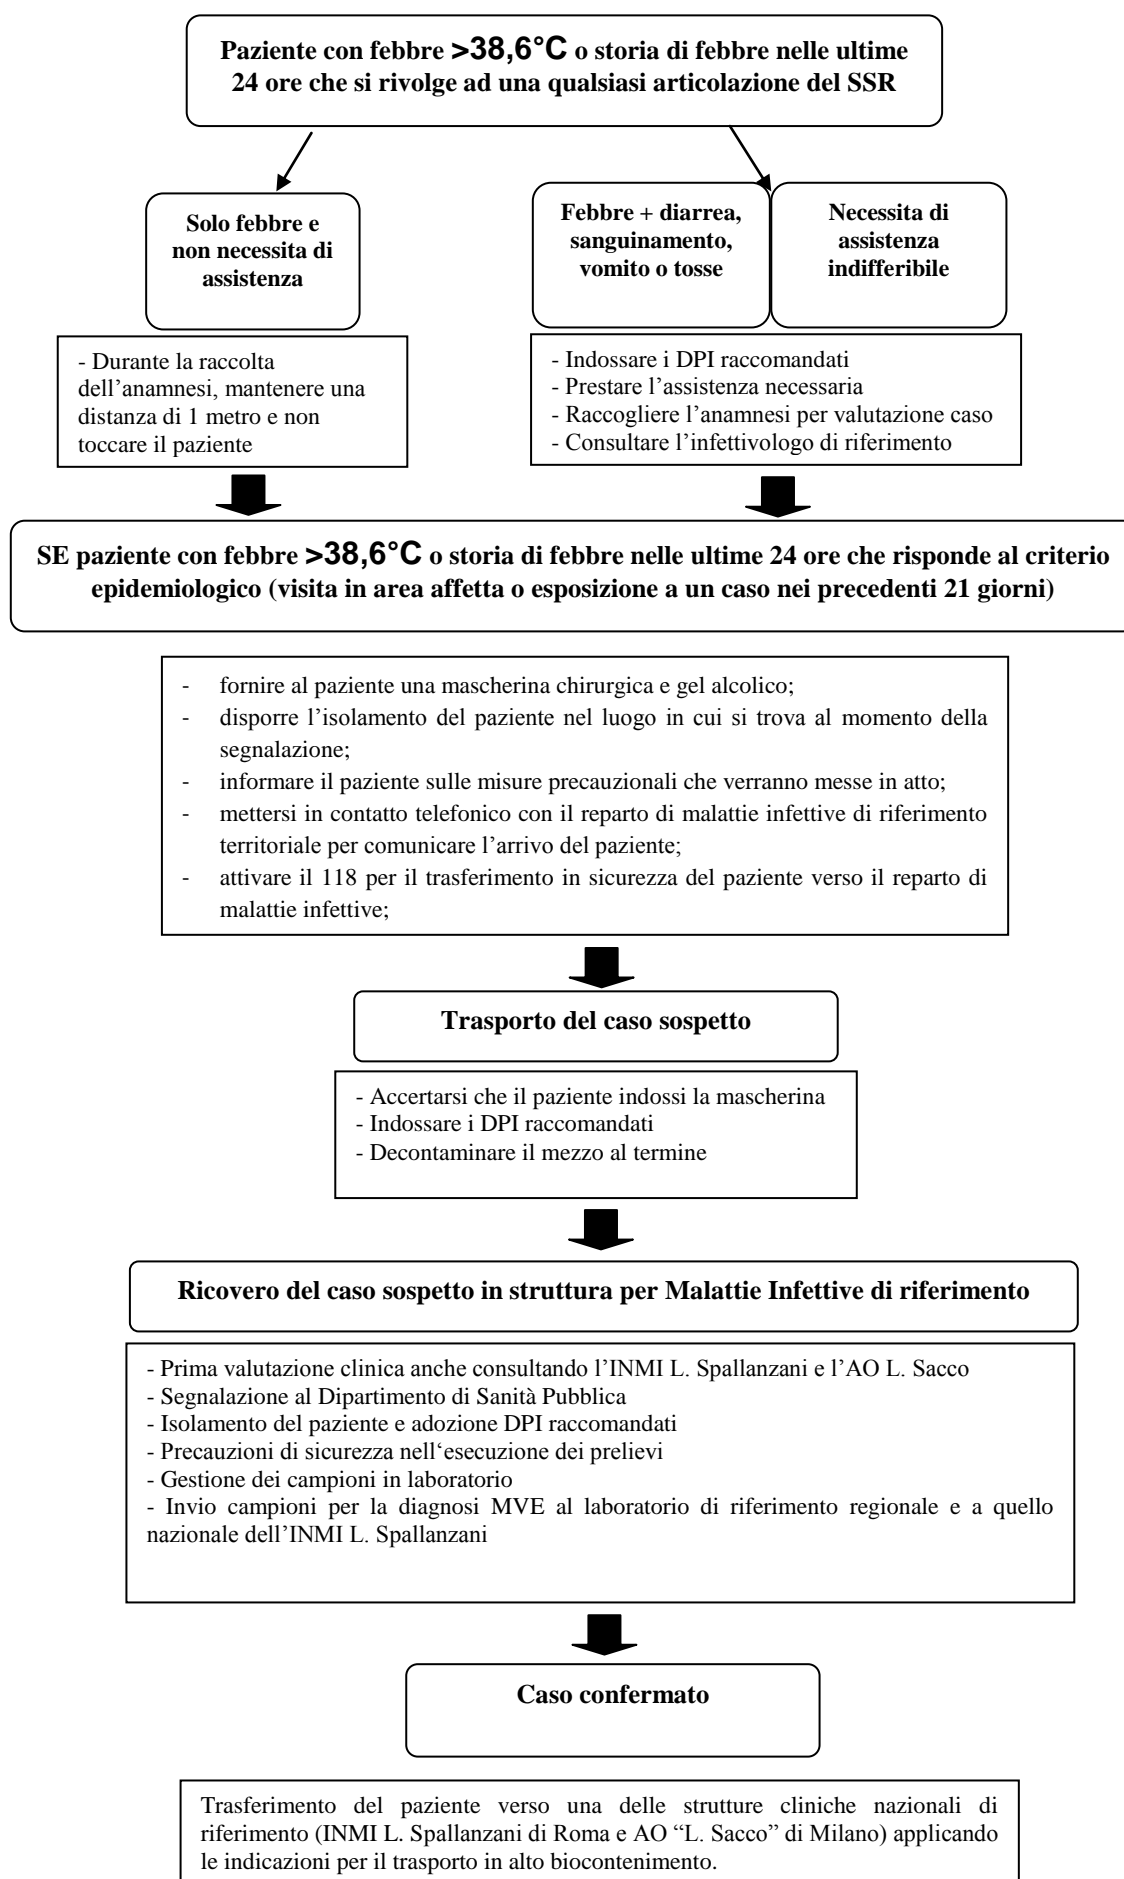 Paziente con febbre >38,6°C o storia di febbre nelle ultime
24 ore che si rivolge ad una qualsiasi articolazione del SSR
Solo febbre e
non necessita di
assistenza
Febbre + diarrea,
sanguinamento,
vomito o tosse
Necessita di
assistenza
indifferibile
- Durante la raccolta
dell’anamnesi, mantenere una
distanza di 1 metro e non
toccare il paziente
- Indossare i DPI raccomandati
- Prestare l’assistenza necessaria
- Raccogliere l’anamnesi per valutazione caso
- Consultare l’infettivologo di riferimento
SE paziente con febbre >38,6°C o storia di febbre nelle ultime 24 ore che risponde al criterio
epidemiologico (visita in area affetta o esposizione a un caso nei precedenti 21 giorni)
- fornire al paziente una mascherina chirurgica e gel alcolico;
- disporre l’isolamento del paziente nel luogo in cui si trova al momento della
segnalazione;
- informare il paziente sulle misure precauzionali che verranno messe in atto;
- mettersi in contatto telefonico con il reparto di malattie infettive di riferimento
territoriale per comunicare l’arrivo del paziente;
- attivare il 118 per il trasferimento in sicurezza del paziente verso il reparto di
malattie infettive;
Trasporto del caso sospetto
- Accertarsi che il paziente indossi la mascherina
- Indossare i DPI raccomandati
- Decontaminare il mezzo al termine
Ricovero del caso sospetto in struttura per Malattie Infettive di riferimento
- Prima valutazione clinica anche consultando l’INMI L. Spallanzani e l’AO L. Sacco
- Segnalazione al Dipartimento di Sanità Pubblica
- Isolamento del paziente e adozione DPI raccomandati
- Precauzioni di sicurezza nell‘esecuzione dei prelievi
- Gestione dei campioni in laboratorio
- Invio campioni per la diagnosi MVE al laboratorio di riferimento regionale e a quello
nazionale dell’INMI L. Spallanzani
Caso confermato
Trasferimento del paziente verso una delle strutture cliniche nazionali di
riferimento (INMI L. Spallanzani di Roma e AO “L. Sacco” di Milano) applicando
le indicazioni per il trasporto in alto biocontenimento.